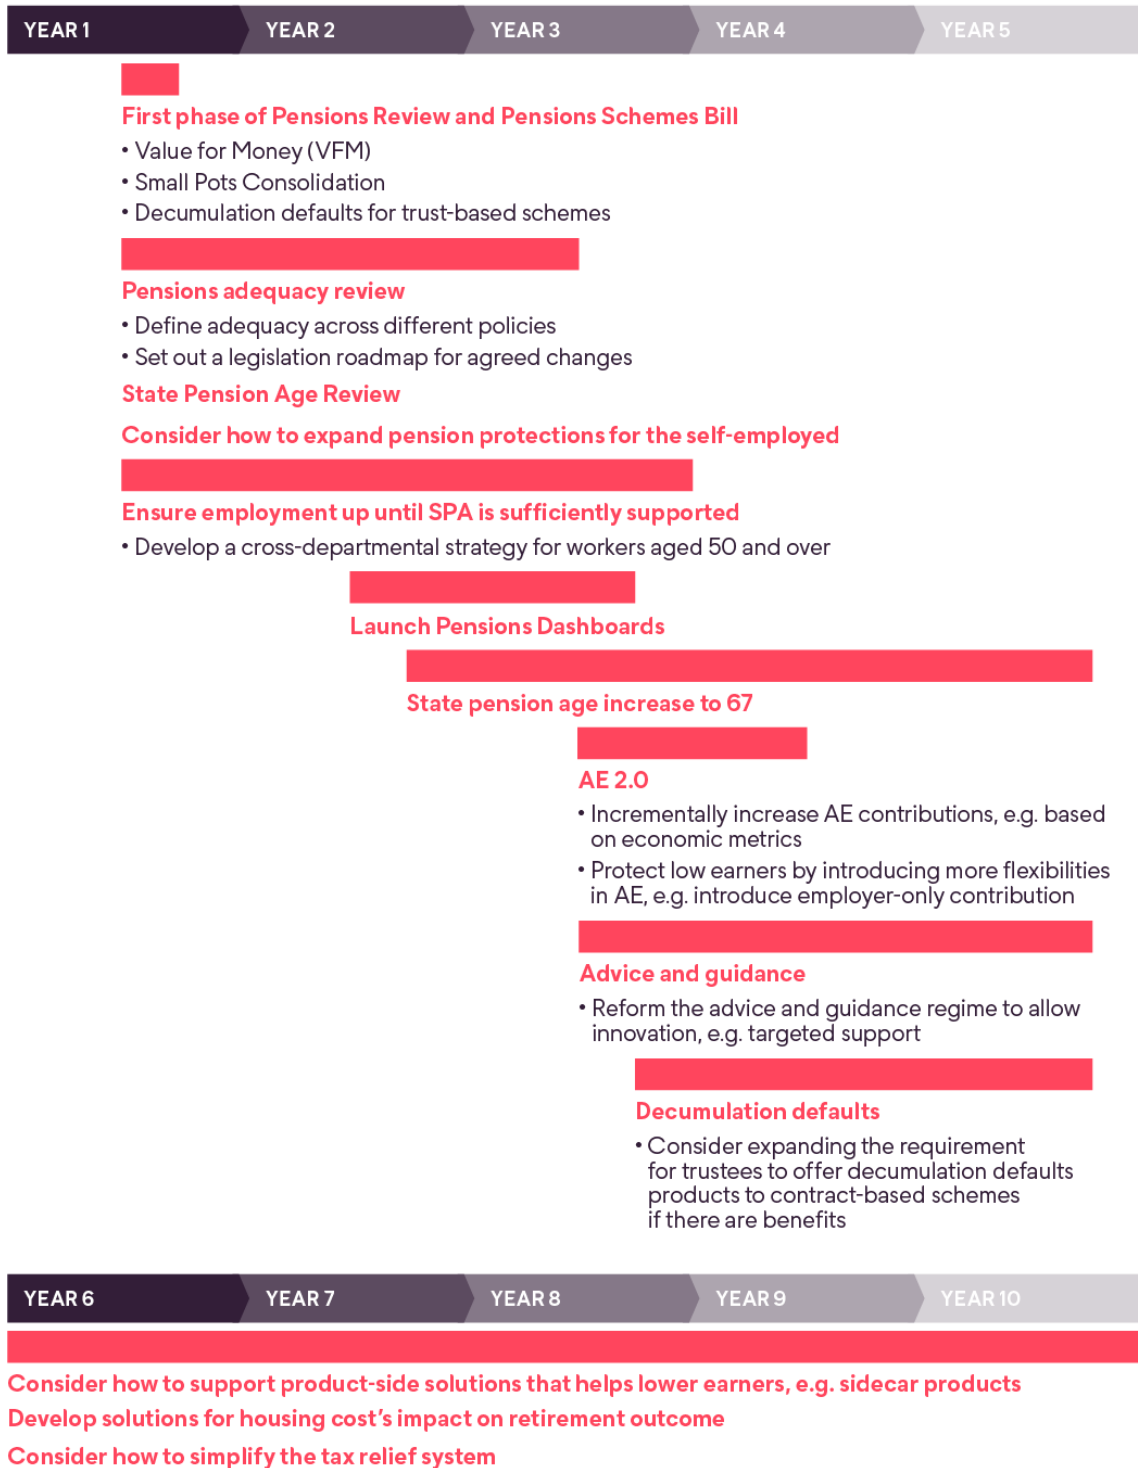 YEAR 1 YEAR 2 YEAR 3 YEAR 4 YEAR 5
First phase of Pensions Review and Pensions Schemes Bill
• Value for Money (VFM)
• Small Pots Consolidation
• Decumulation defaults for trust-based schemes
Pensions adequacy review
• Define adequacy across different policies
• Set out a legislation roadmap for agreed changes
State Pension Age Review
Consider how to expand pension protections for the self-employed
Ensure employment up until SPA is sufficiently supported
• Develop a cross-departmental strategy for workers aged 50 and over
Launch Pensions Dashboards
State pension age increase to 67
AE 2.0
• Incrementally increase AE contributions, e.g. based
on economic metrics
• Protect low earners by introducing more flexibilities
in AE, e.g. introduce employer-only contribution
Advice and guidance
• Reform the advice and guidance regime to allow
innovation, e.g. targeted support
Decumulation defaults
• Consider expanding the requirement
for trustees to offer decumulation defaults
products to contract-based schemes
if there are benefits
YEAR 6 YEAR 7 YEAR 8 YEAR 9 YEAR 10
Consider how to support product-side solutions that helps lower earners, e.g. sidecar products
Develop solutions for housing cost's impact on retirement outcome
Consider how to simplify the tax relief system